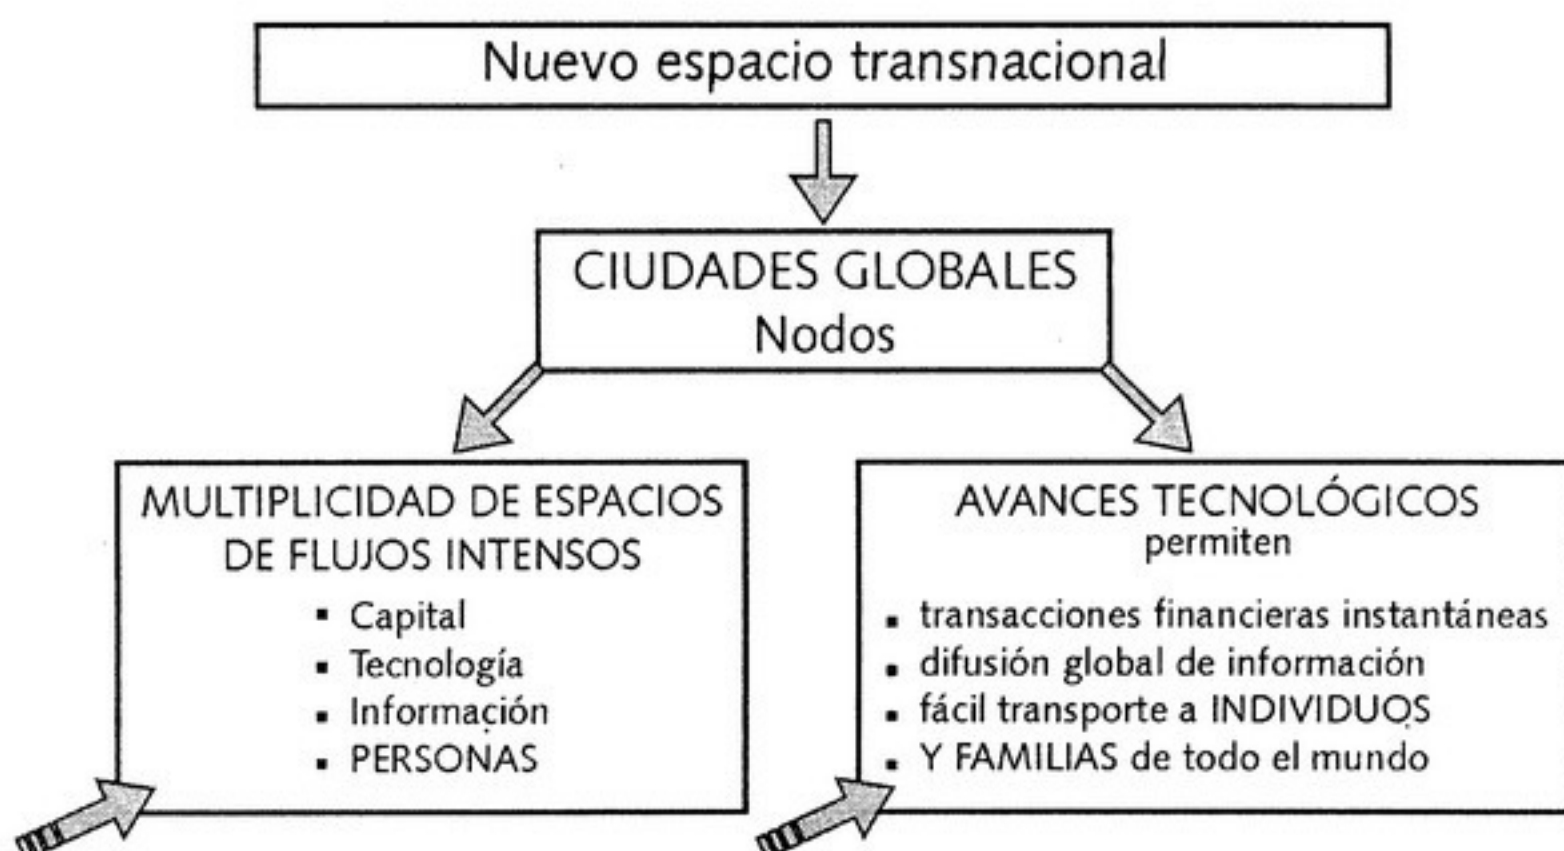 Nuevo espacio transnacional
CIUDADES GLOBALES
Nodos
MULTIPLICIDAD DE ESPACIOS
DE FLUJOS INTENSOS
▪ Capital
▪ Tecnología
▪ Información
▪ PERSONAS
AVANCES TECNOLÓGICOS
permiten
▪ transacciones financieras instantáneas
▪ difusión global de información
▪ fácil transporte a INDIVIDUOS
▪ Y FAMILIAS de todo el mundo